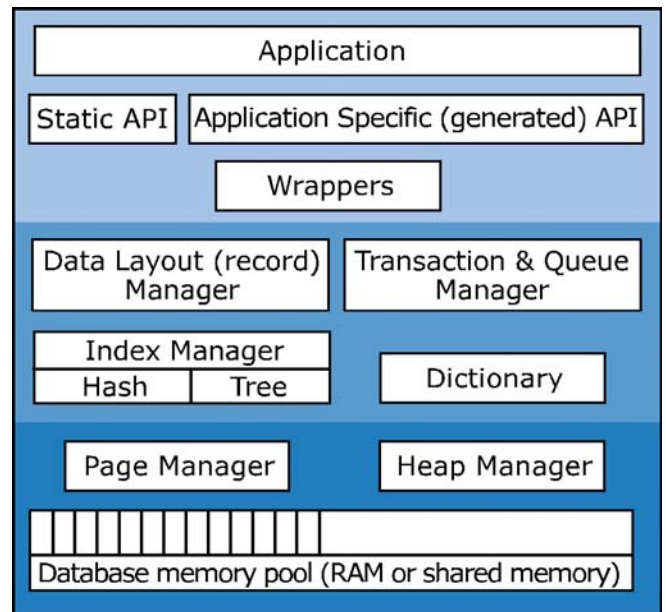 Application
Static API
Application Specific (generated) API
Wrappers
Data Layout (record)
Manager
Transaction & Queue
Manager
Index Manager
Hash
Tree
Dictionary
Page Manager
Heap Manager
Database memory pool (RAM or shared memory)